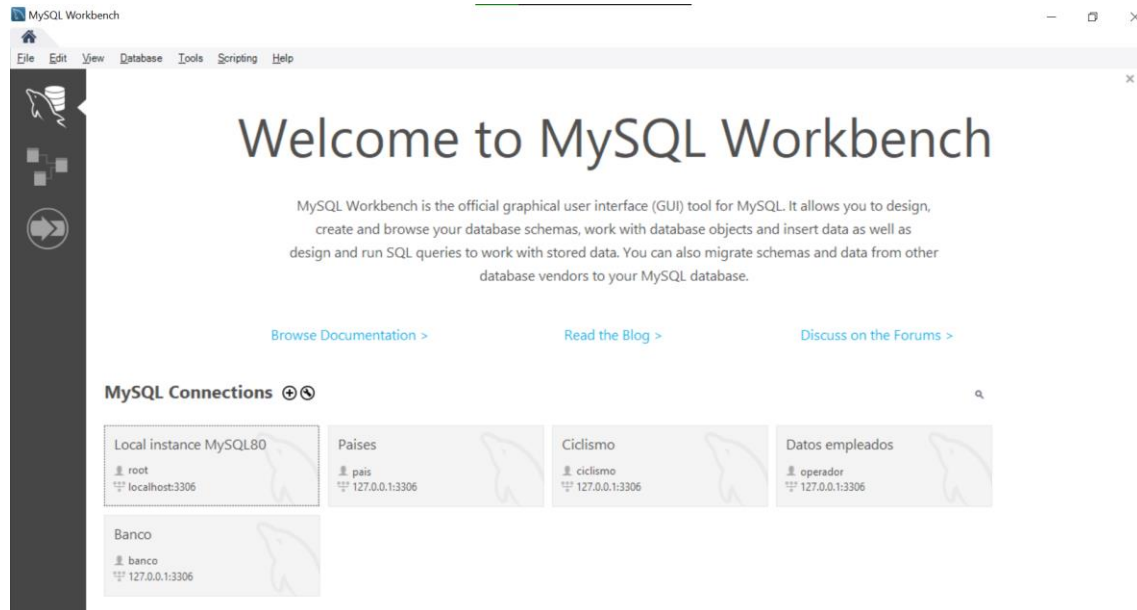 MySQL Workbench
File Edit View Database Tools Scripting Help
Welcome to MySQL Workbench
MySQL Workbench is the official graphical user interface (GUI) tool for MySQL. It allows you to design,
create and browse your database schemas, work with database objects and insert data as well as
design and run SQL queries to work with stored data. You can also migrate schemas and data from other
database vendors to your MySQL database.
Browse Documentation > Read the Blog > Discuss on the Forums >
MySQL Connections
Local instance MySQL80
root
localhost:3306
Paises
pais
127.0.0.1:3306
Ciclismo
ciclismo
127.0.0.1:3306
Datos empleados
operador
127.0.0.1:3306
Banco
banco
127.0.0.1:3306